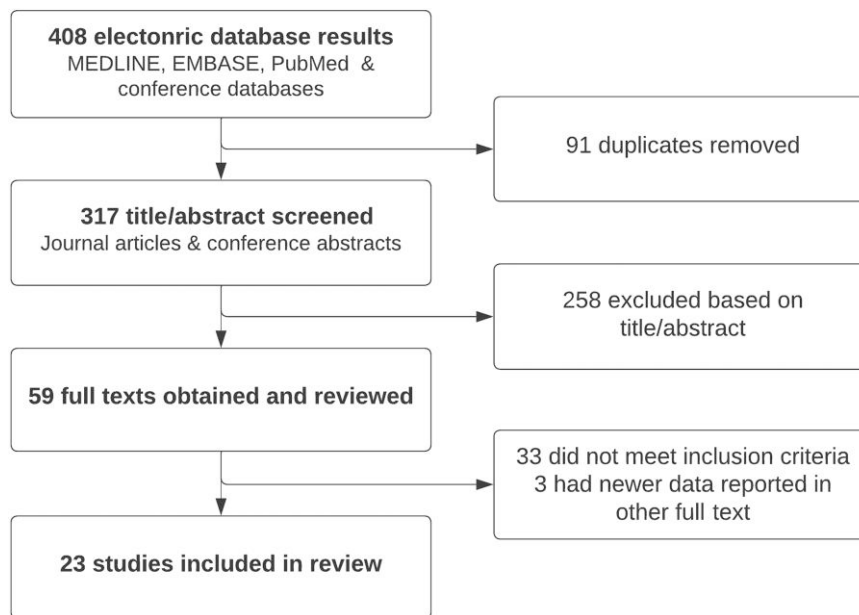 408 electonric database results
MEDLINE, EMBASE, PubMed &
conference databases
91 duplicates removed
317 title/abstract screened
Journal articles & conference abstracts
258 excluded based on
title/abstract
59 full texts obtained and reviewed
33 did not meet inclusion criteria
3 had newer data reported in
other full text
23 studies included in review